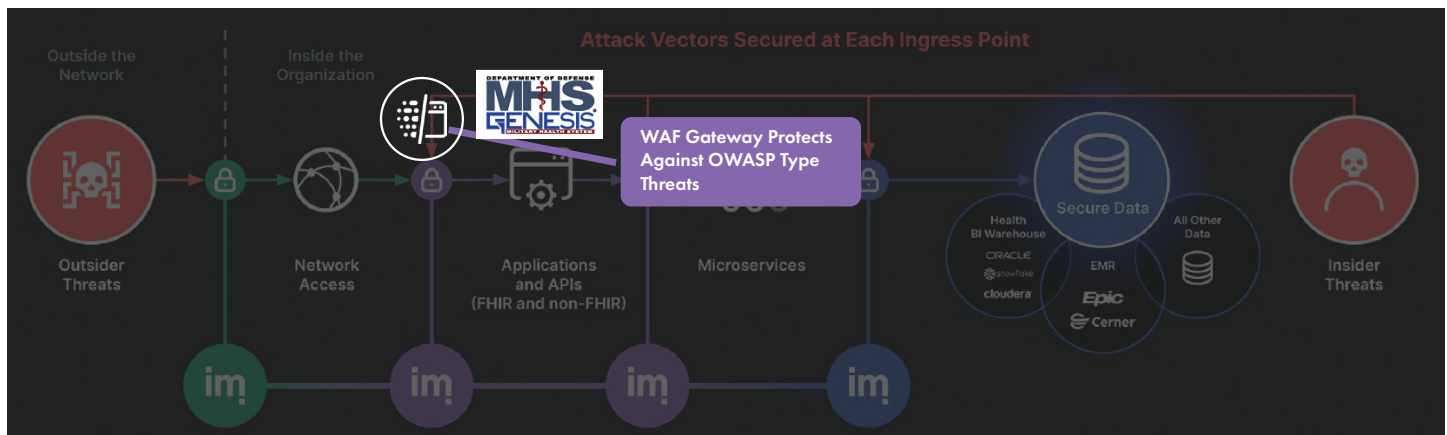 Attack Vectors Secured at Each Ingress Point
Outside the
Network
Inside the
Organization
DEPARTMENT OF DEFENSE
MHS
GENESIS
MILITARY HEALTH SYSTEM
WAF Gateway Protects
Against OWASP Type
Threats
Outsider
Threats
Network
Access
Applications
and APIs
(FHIR and non-FHIR)
Microservices
Secure Data
Health
BI Warehouse
ORACLE
snowflake
cloudera
EMR
Epic
Cerner
All Other
Data
Insider
Threats
im
im
im
im